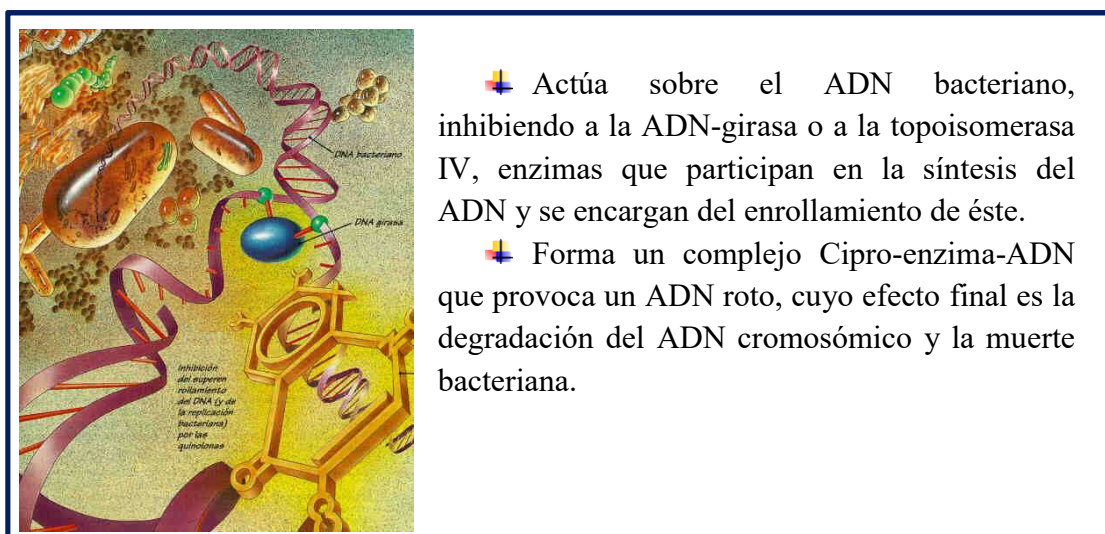 DNA bacteriano
DNA girasa
inhibición
del superen
rollamiento
del DNA (y de
la replicación
bacteriana)
por las
quinolonas
Actúa sobre el ADN bacteriano,
inhibiendo a la ADN-girasa o a la topoisomerasa
IV, enzimas que participan en la síntesis del
ADN y se encargan del enrollamiento de éste.
Forma un complejo Cipro-enzima-ADN
que provoca un ADN roto, cuyo efecto final es la
degradación del ADN cromosómico y la muerte
bacteriana.